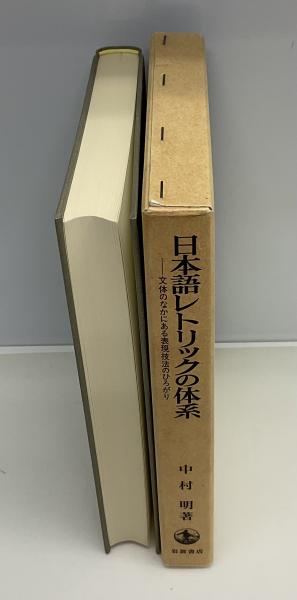 日本語レトリックの体系
──文体のなかにある表現技法のひろがり
中村 明著
岩波書店